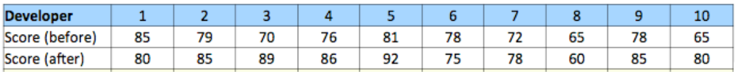 Developer 1 2 3 4 5 6 7 8 9 10
Score (before) 85 79 70 76 81 78 72 65 78 65
Score (after) 80 85 89 86 92 75 78 60 85 80